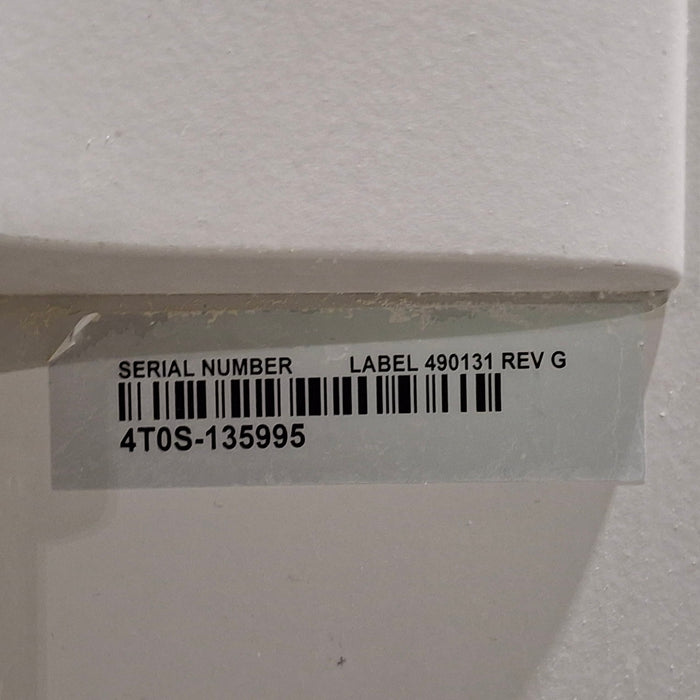 SERIAL NUMBER LABEL 490131 REV G
4T0S-135995